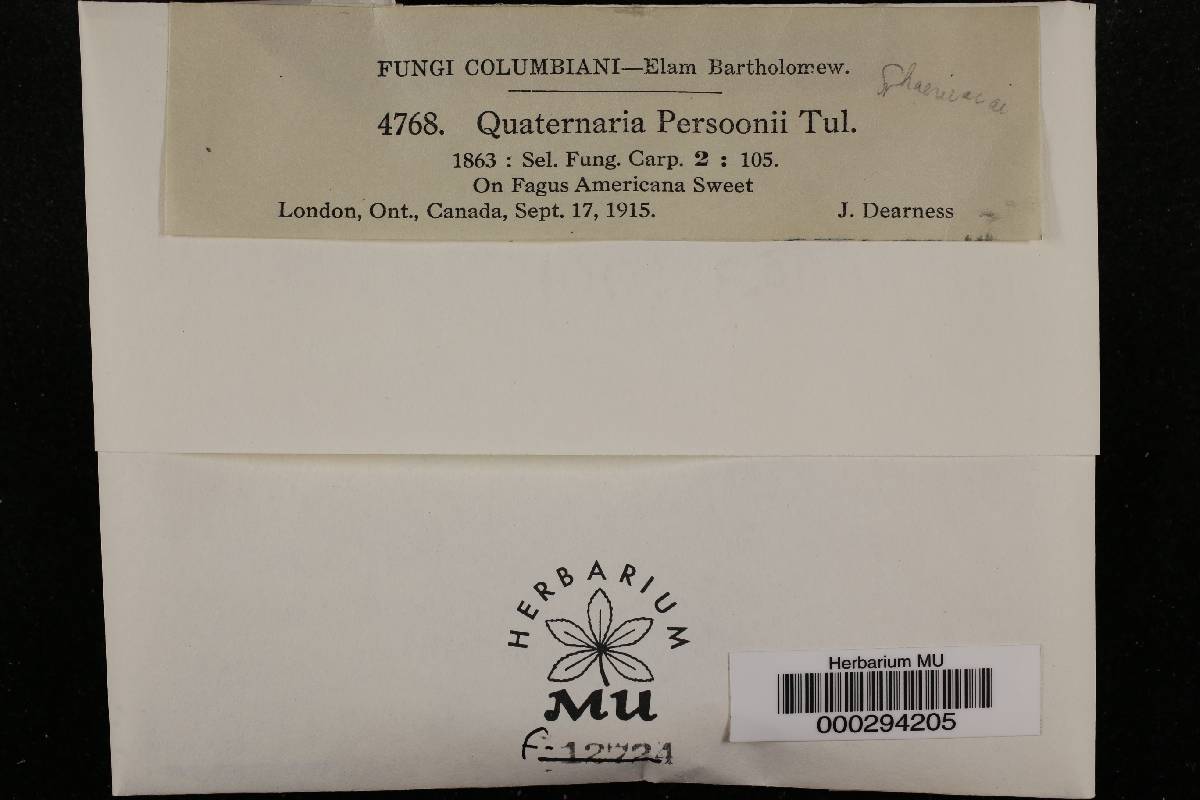 FUNGI COLUMBIANI—Elam Bartholomew.
4768. Quaternaria Persoonii Tul.
1863 : Sel. Fung. Carp. 2 : 105.
On Fagus Americana Sweet
London, Ont., Canada, Sept. 17, 1915. J. Dearness
HERBARIUM
MU
F-12724
Herbarium MU
000294205